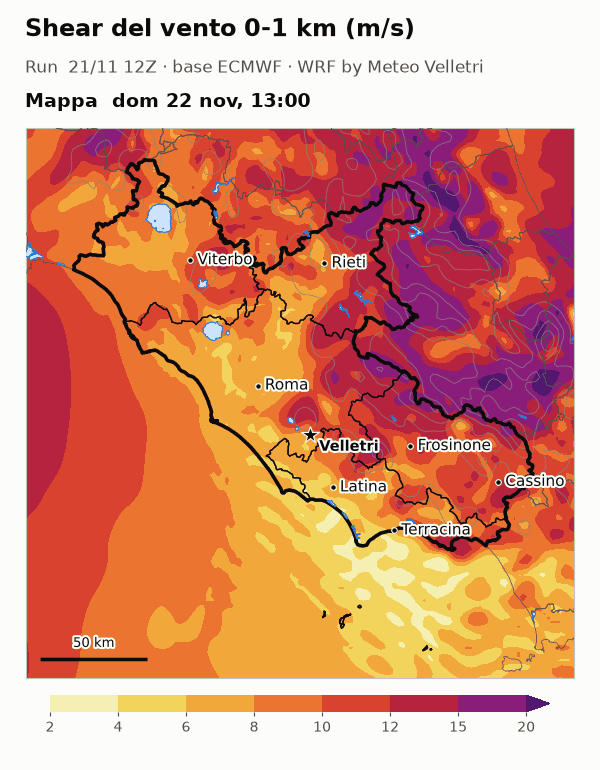 Shear del vento 0-1 km (m/s)
Run  21/11 12Z · base ECMWF · WRF by Meteo Velletri
Mappa  dom 22 nov, 13:00
Viterbo
Rieti
Roma
Velletri
Frosinone
Latina
Cassino
Terracina
50 km
2 4 6 8 10 12 15 20